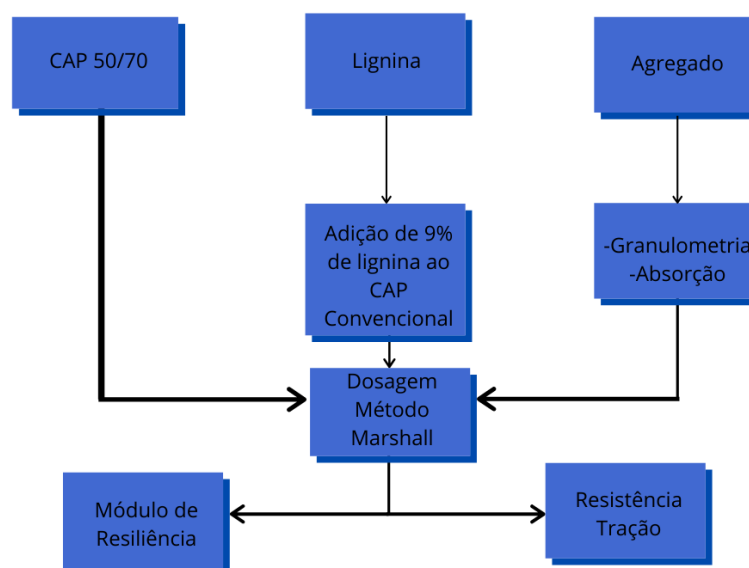 CAP 50/70
Lignina
Agregado
Adição de 9%
de lignina ao
CAP
Convencional
-Granulometria
-Absorção
Dosagem
Método
Marshall
Módulo de
Resiliência
Resistência
Tração